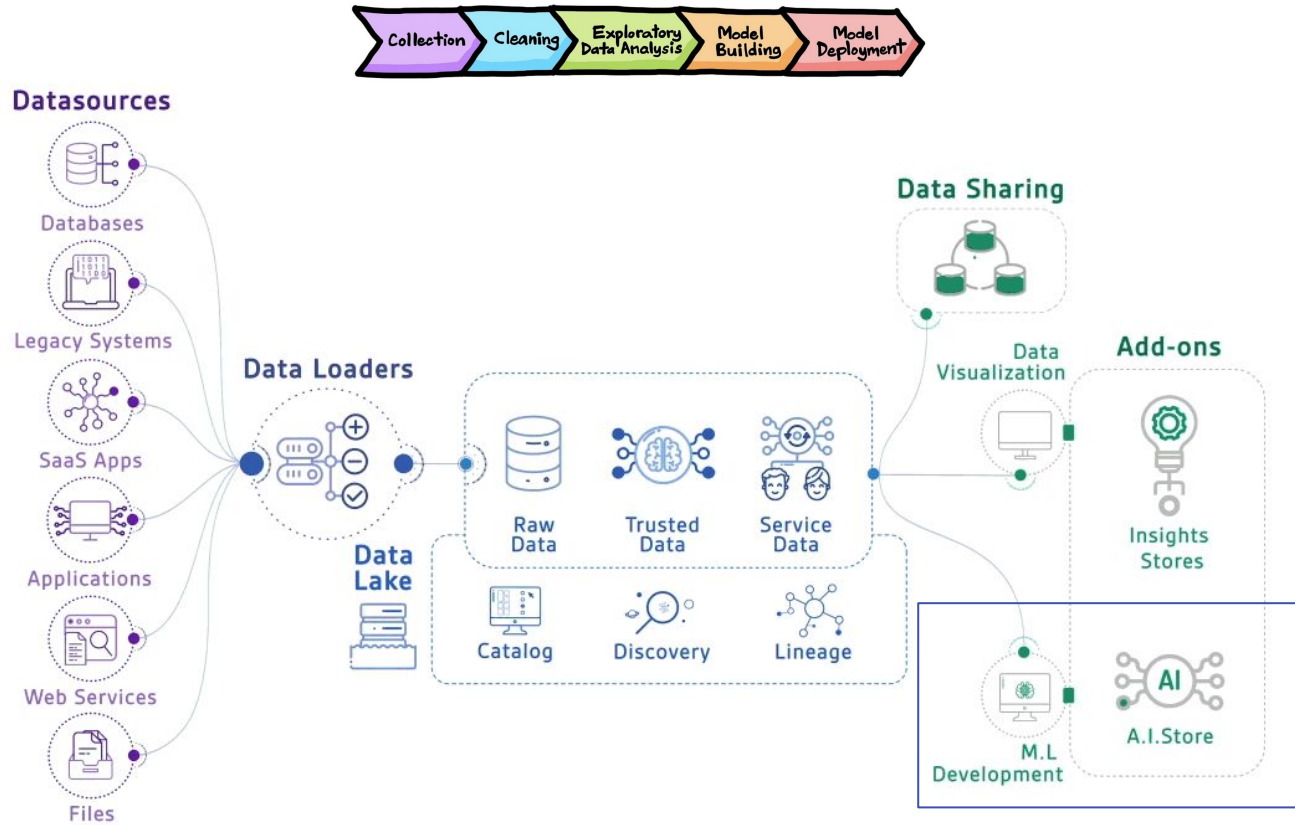 Collection
Cleaning
Exploratory
Data Analysis
Model
Building
Model
Deployment
Datasources
Databases
Legacy Systems
SaaS Apps
Applications
Web Services
Files
Data Loaders
Data
Lake
Raw
Data
Trusted
Data
Service
Data
Catalog
Discovery
Lineage
Data Sharing
Data
Visualization
Add-ons
Insights
Stores
M.L
Development
AI
A.I.Store